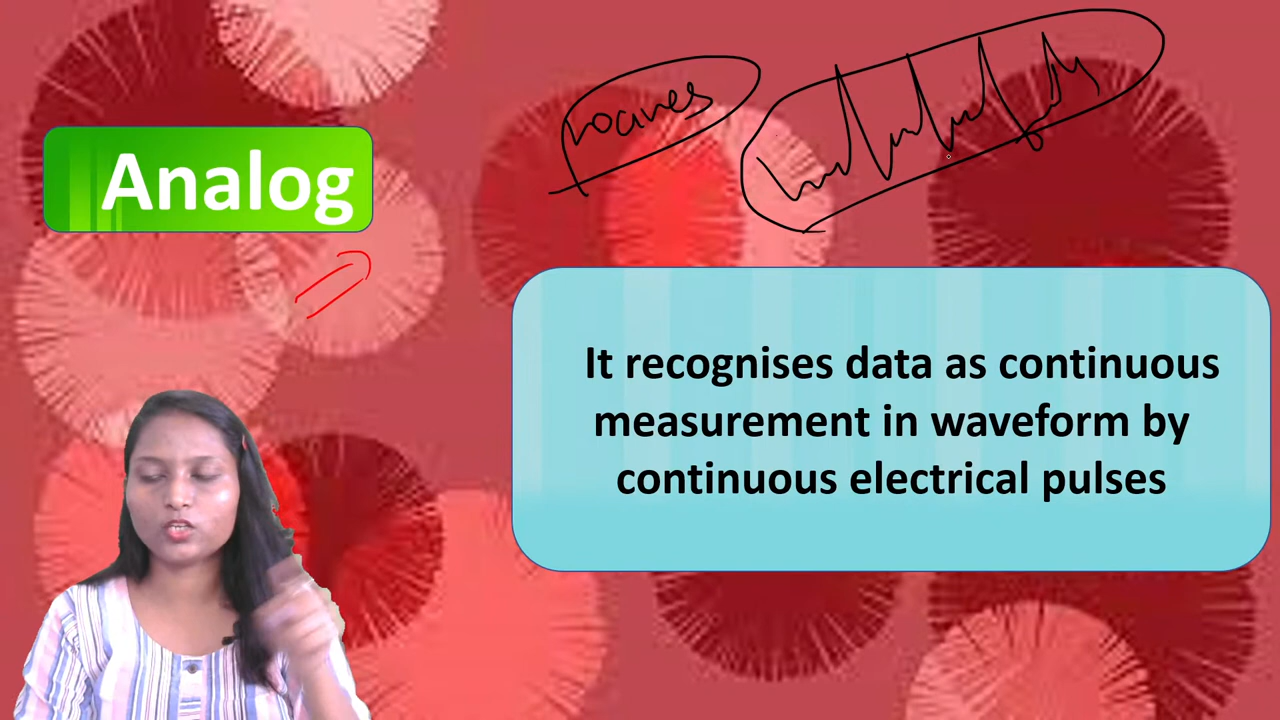 waves
Analog
It recognises data as continuous
measurement in waveform by
continuous electrical pulses